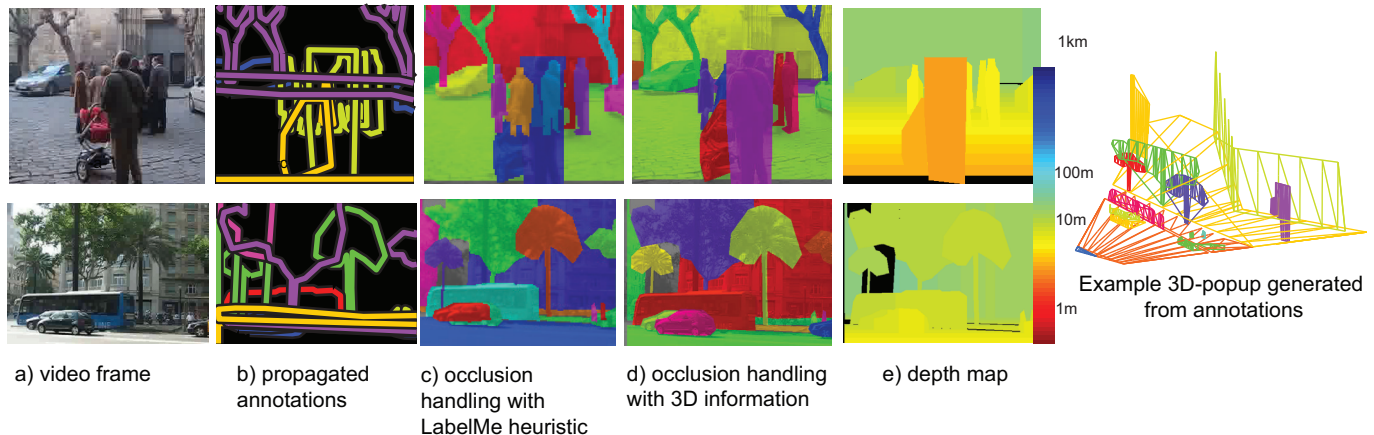 1km
100m
10m
1m
Example 3D-popup generated
from annotations
a) video frame
b) propagated
annotations
c) occlusion
handling with
LabelMe heuristic
d) occlusion handling
with 3D information
e) depth map